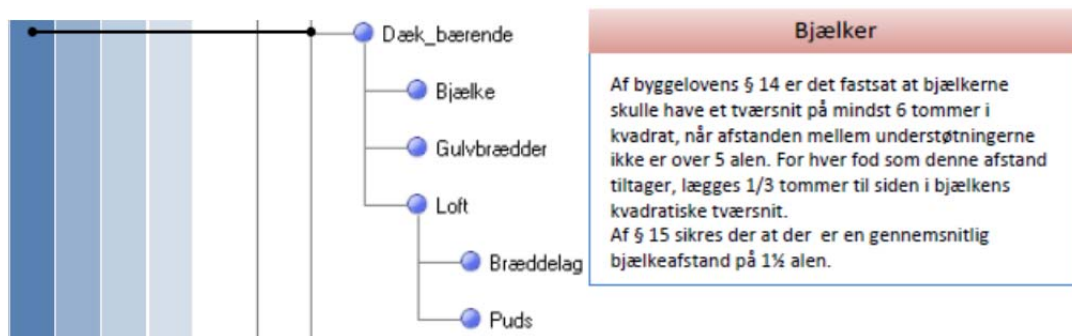 Dæk_bærende
Bjælke
Gulvbrædder
Loft
Bræddelag
Puds
Bjælker
Af byggelovens § 14 er det fastsat at bjælkerne
skulle have et tværsnit på mindst 6 tommer i
kvadrat, når afstanden mellem understøtningerne
ikke er over 5 alen. For hver fod som denne afstand
tiltager, lægges 1/3 tommer til siden i bjælkens
kvadratiske tværsnit.
Af § 15 sikres der at der er en gennemsnitlig
bjælkeafstand på 1½ alen.